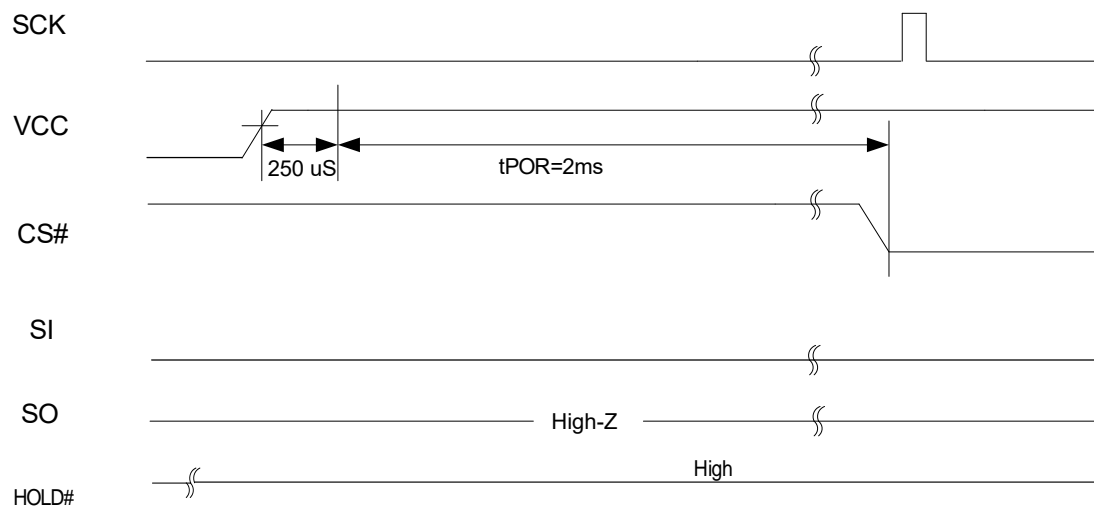 SCK
VCC
250 uS
tPOR=2ms
CS#
SI
SO
High-Z
High
HOLD#